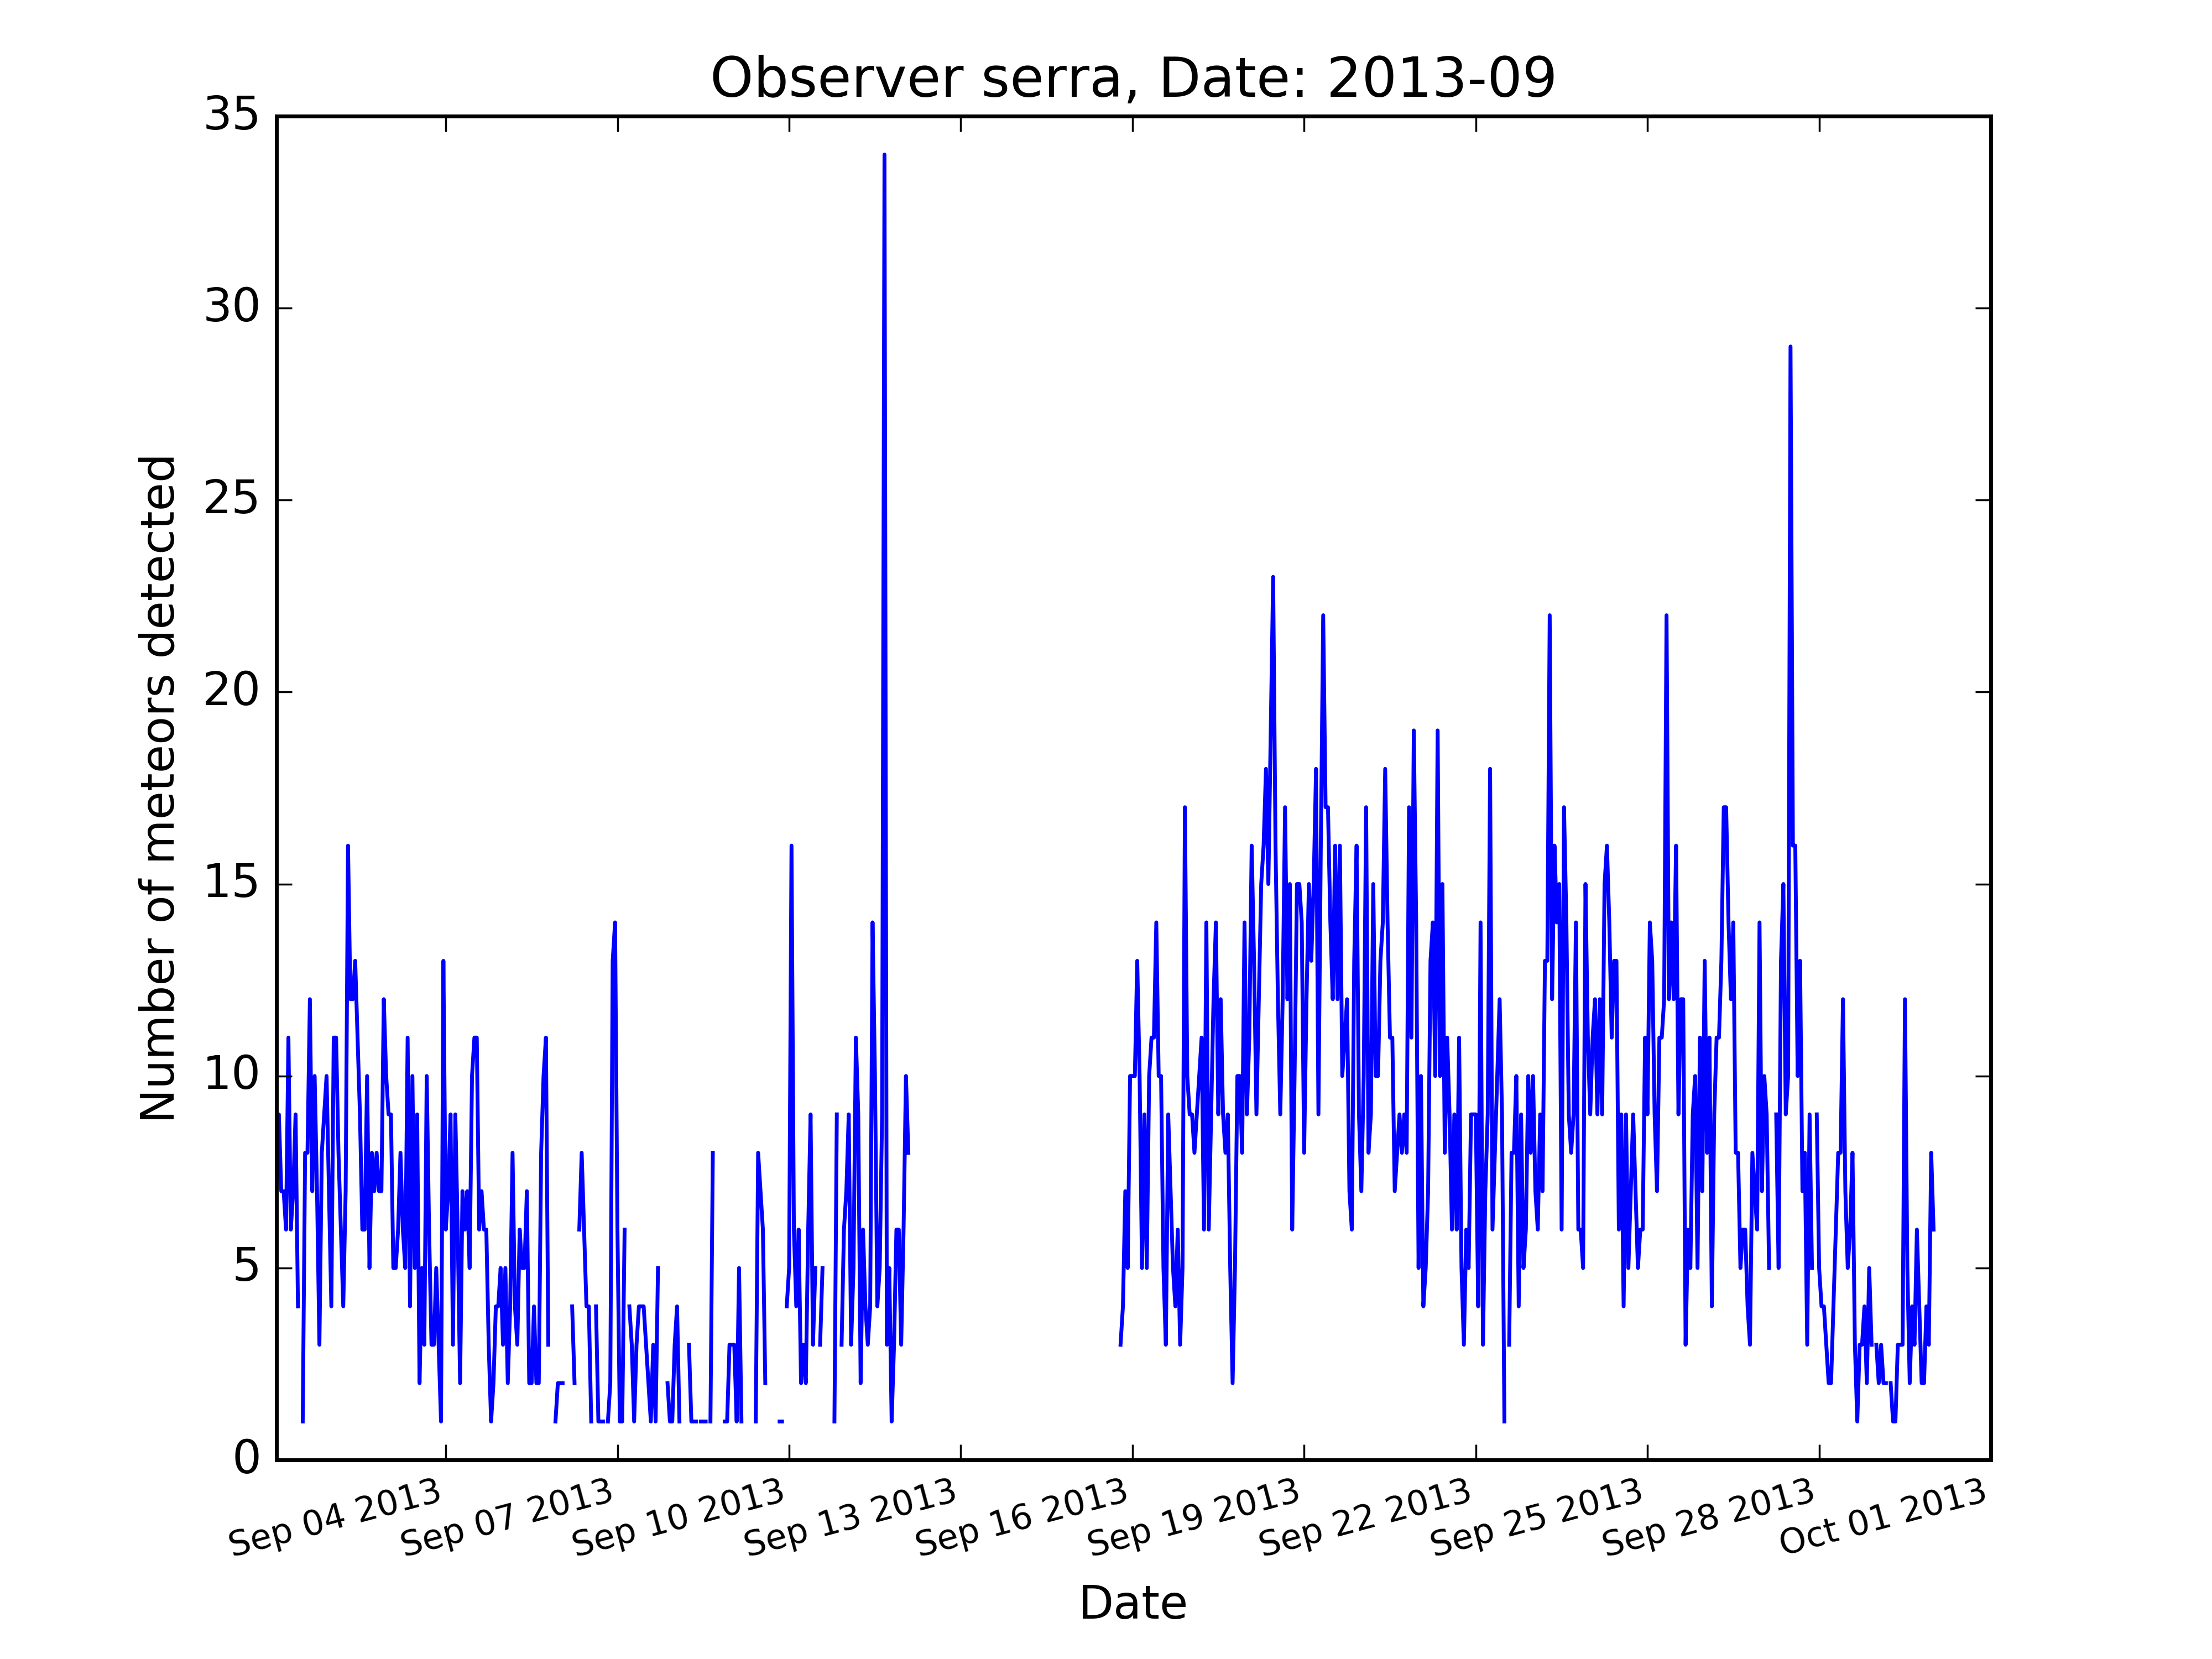 Observer serra, Date: 2013-09
35
30
25
20
15
10
5
0
Number of meteors detected
Sep 04 2013
Sep 07 2013
Sep 10 2013
Sep 13 2013
Sep 16 2013
Sep 19 2013
Sep 22 2013
Sep 25 2013
Sep 28 2013
Oct 01 2013
Date